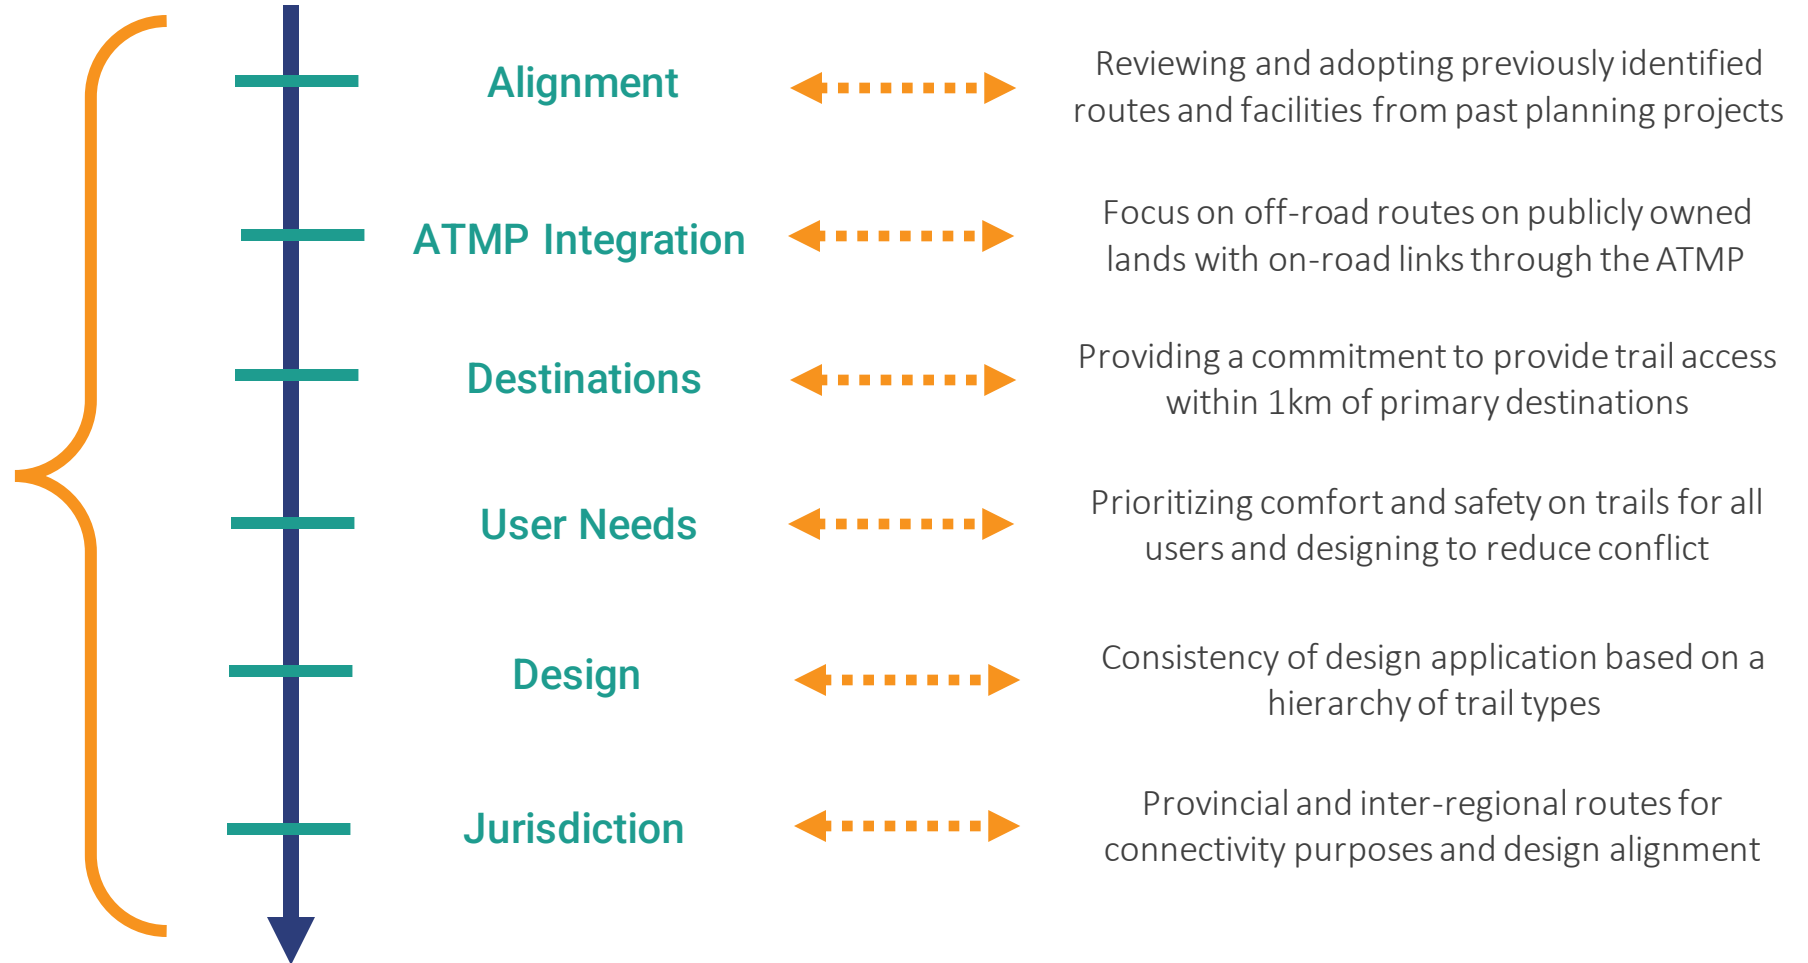 Alignment
Reviewing and adopting previously identified
routes and facilities from past planning projects
ATMP Integration
Focus on off-road routes on publicly owned
lands with on-road links through the ATMP
Destinations
Providing a commitment to provide trail access
within 1km of primary destinations
User Needs
Prioritizing comfort and safety on trails for all
users and designing to reduce conflict
Design
Consistency of design application based on a
hierarchy of trail types
Jurisdiction
Provincial and inter-regional routes for
connectivity purposes and design alignment